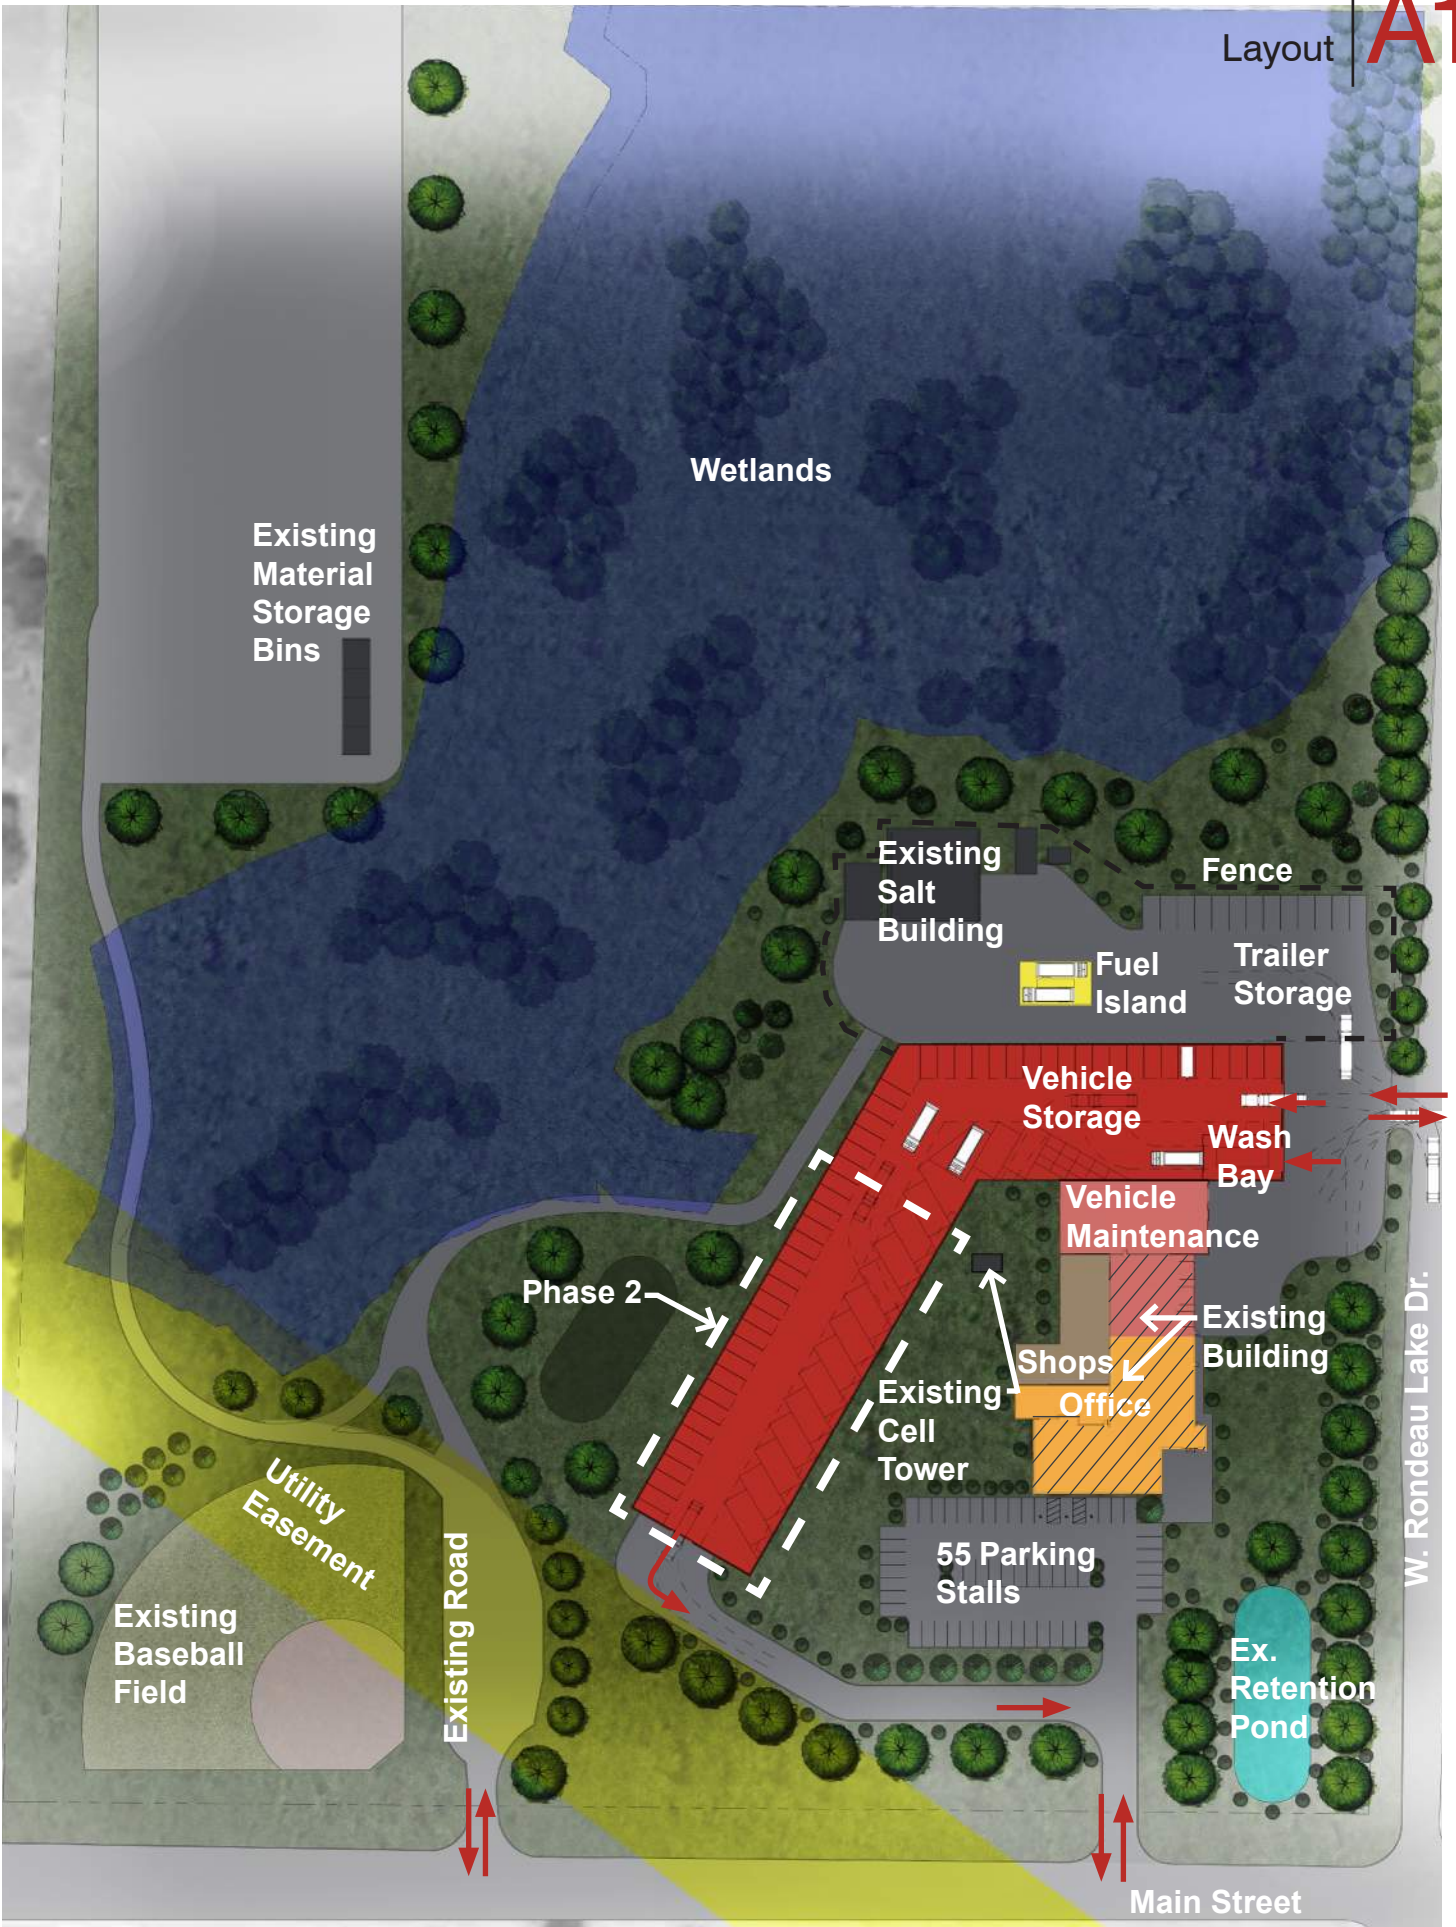 Layout A1
Wetlands
Existing
Material
Storage
Bins
Existing
Salt
Building
Fence
Fuel
Island
Trailer
Storage
Vehicle
Storage
Wash
Bay
Vehicle
Maintenance
Phase 2
Existing
Building
Shops
Office
Existing
Cell
Tower
W. Rondeau Lake Dr.
Utility
Easement
Existing Road
55 Parking
Stalls
Existing
Baseball
Field
Ex.
Retention
Pond
Main Street